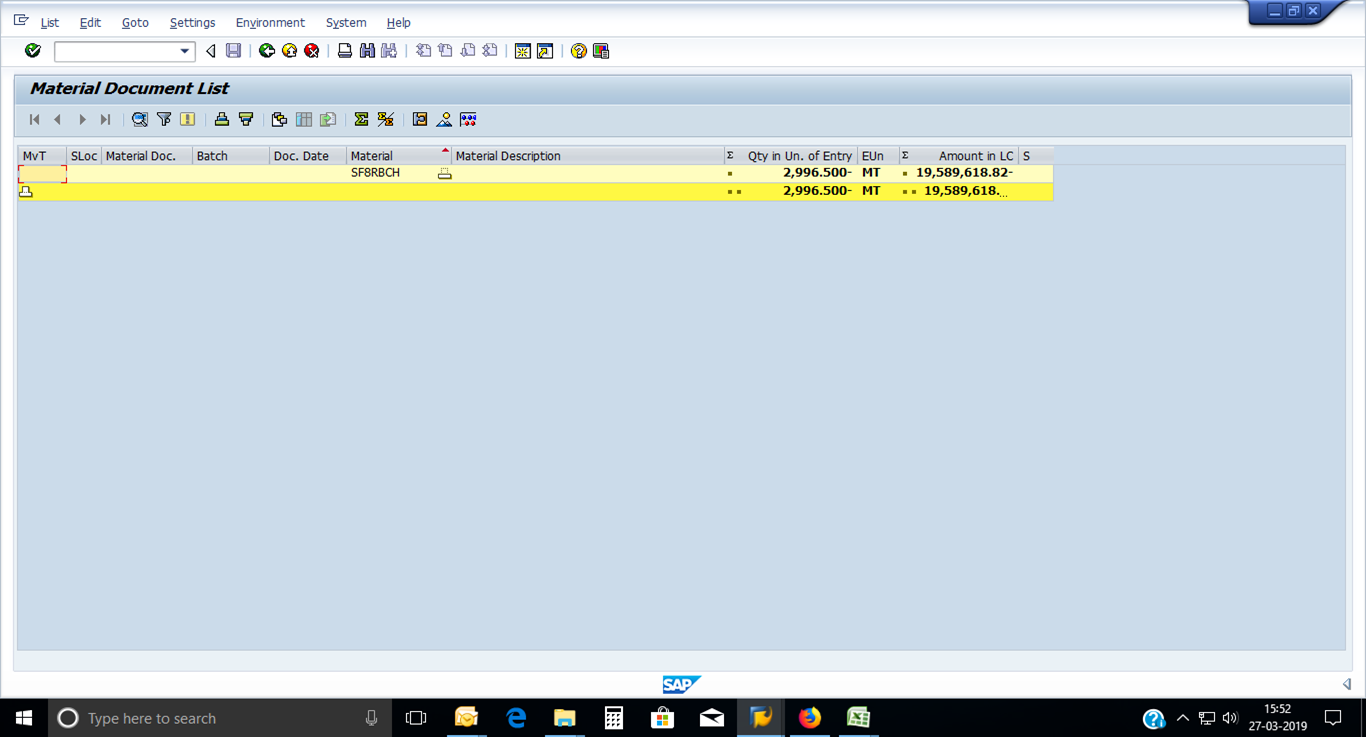 List Edit Goto Settings Environment System Help
Material Document List
MvT SLoc Material Doc. Batch Doc. Date Material Material Description Σ Qty in Un. of Entry EUn Σ Amount in LC S
SF8RBCH 2,996.500- MT 19,589,618.82-
2,996.500- MT 19,589,618....
SAP
Type here to search
15:52
27-03-2019